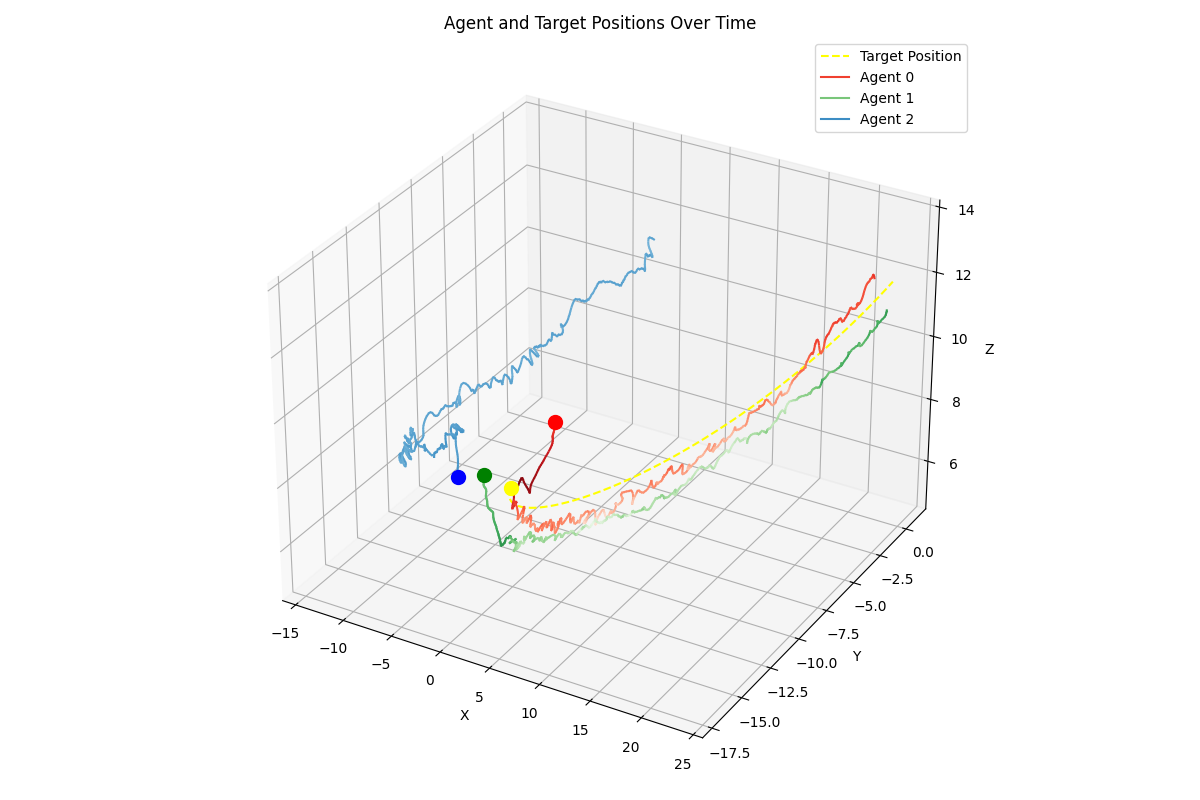 Agent and Target Positions Over Time
Target Position
Agent 0
Agent 1
Agent 2
14
12
10
8
6
Z
0.0
−2.5
−5.0
−7.5
−10.0
−12.5
−15.0
−17.5
Y
−15
−10
−5
0
5
10
15
20
25
X